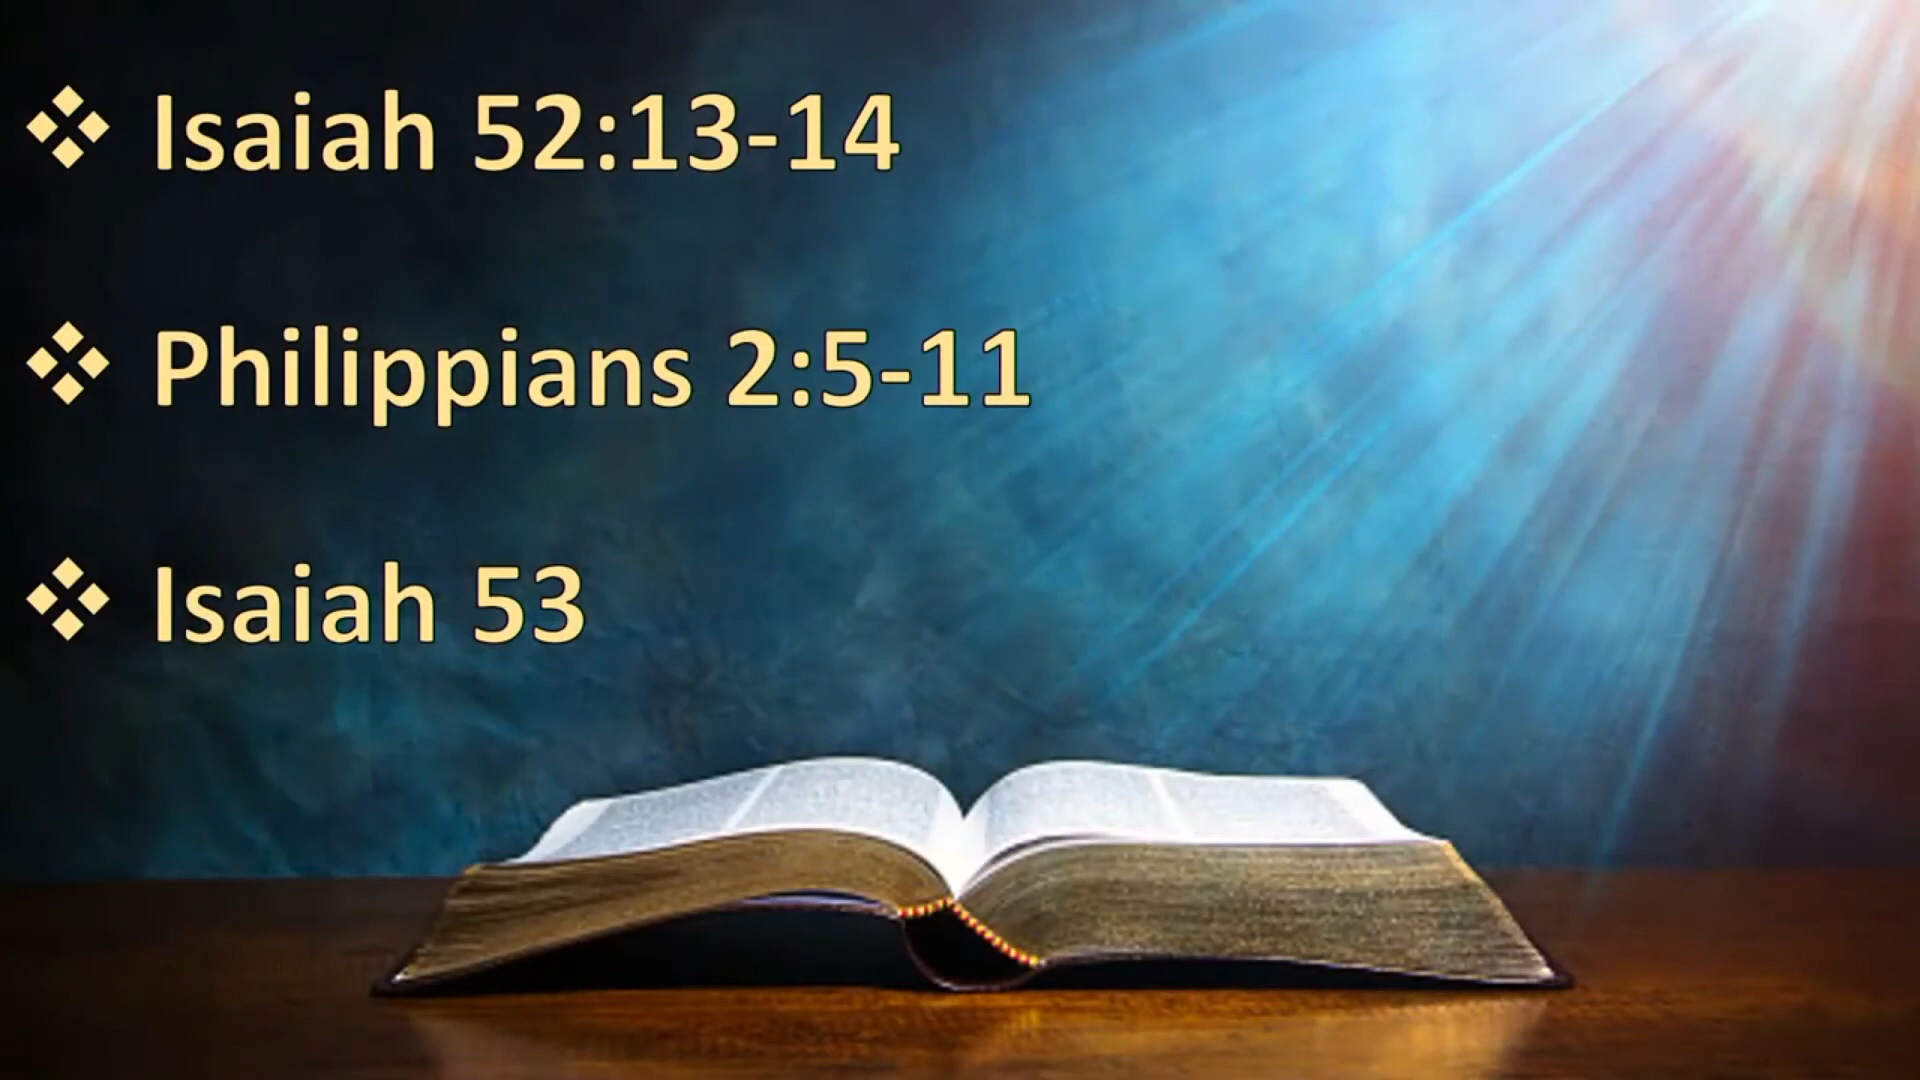 ❖ Isaiah 52:13-14
❖ Philippians 2:5-11
❖ Isaiah 53